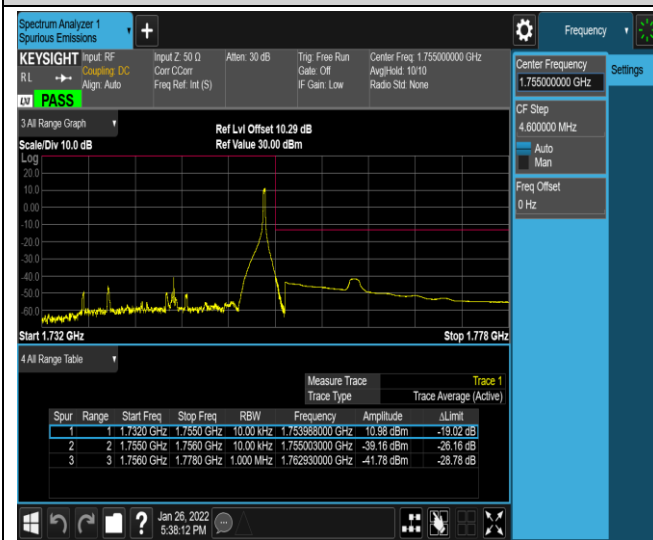 Spectrum Analyzer 1
Spurious Emissions
Frequency
KEYSIGHT
R L
LXI
PASS
Input: RF
Coupling: DC
Align: Auto
Input Z: 50 Ω
Corr CCorr
Freq Ref: Int (S)
Atten: 30 dB
Trig: Free Run
Gate: Off
IF Gain: Low
Center Freq: 1.755000000 GHz
Avg|Hold: 10/10
Radio Std: None
Center Frequency
1.755000000 GHz
Settings
CF Step
4.600000 MHz
Auto
Man
Freq Offset
0 Hz
3 All Range Graph
Scale/Div 10.0 dB
Ref Lvl Offset 10.29 dB
Ref Value 30.00 dBm
Log
20.0
10.0
0.00
-10.0
-20.0
-30.0
-40.0
-50.0
-60.0
Start 1.732 GHz
Stop 1.778 GHz
4 All Range Table
Measure Trace Trace 1
Trace Type Trace Average (Active)
Spur Range Start Freq Stop Freq RBW Frequency Amplitude ΔLimit
1 1 1.7320 GHz 1.7550 GHz 10.00 kHz 1.753988000 GHz 10.98 dBm -19.02 dB
2 2 1.7550 GHz 1.7560 GHz 10.00 kHz 1.755003000 GHz -39.16 dBm -26.16 dB
3 3 1.7560 GHz 1.7780 GHz 1.000 MHz 1.762930000 GHz -41.78 dBm -28.78 dB
Jan 26, 2022
5:38:12 PM